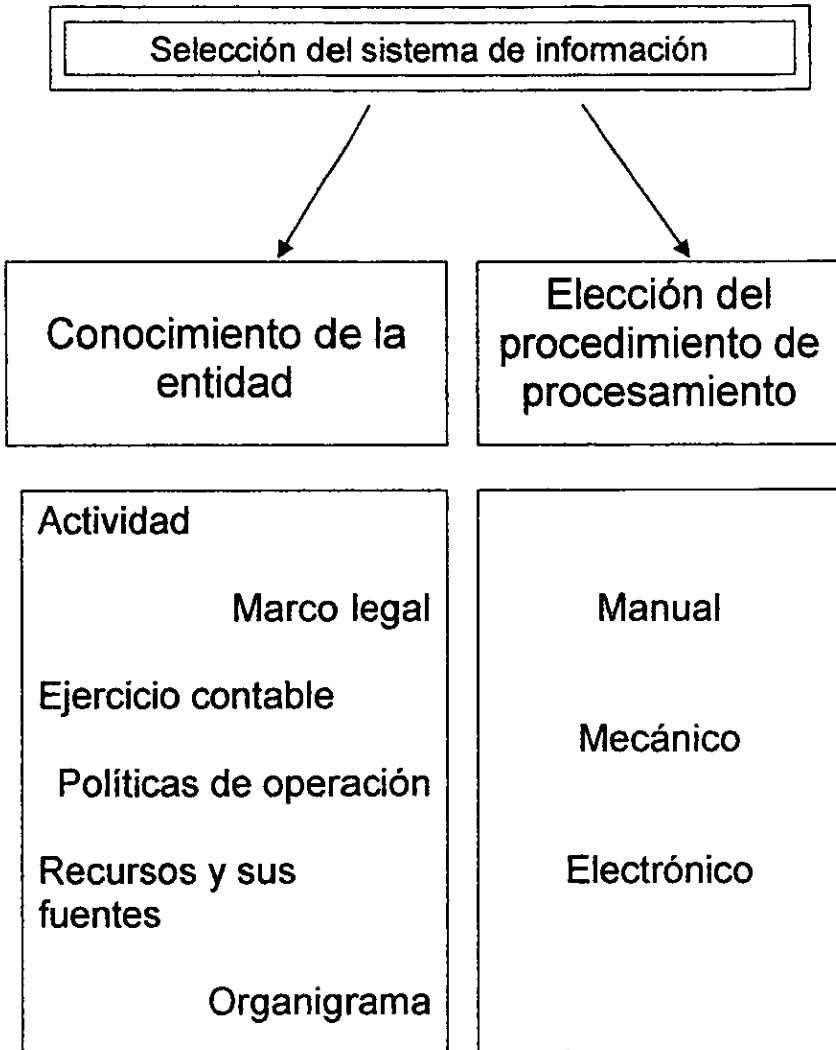 Selección del sistema de información
Conocimiento de la
entidad
Elección del
procedimiento de
procesamiento
Actividad
Marco legal
Ejercicio contable
Políticas de operación
Recursos y sus
fuentes
Organigrama
Manual
Mecánico
Electrónico